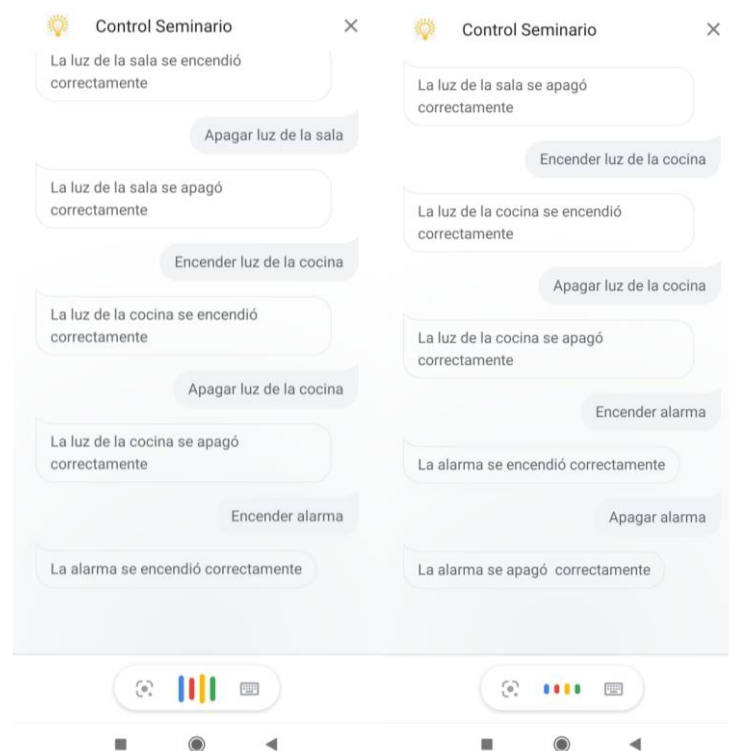 Control Seminario
La luz de la sala se encendió
correctamente
Apagar luz de la sala
La luz de la sala se apagó
correctamente
Encender luz de la cocina
La luz de la cocina se encendió
correctamente
Apagar luz de la cocina
La luz de la cocina se apagó
correctamente
Encender alarma
La alarma se encendió correctamente
Control Seminario
La luz de la sala se apagó
correctamente
Encender luz de la cocina
La luz de la cocina se encendió
correctamente
Apagar luz de la cocina
La luz de la cocina se apagó
correctamente
Encender alarma
La alarma se encendió correctamente
Apagar alarma
La alarma se apagó correctamente